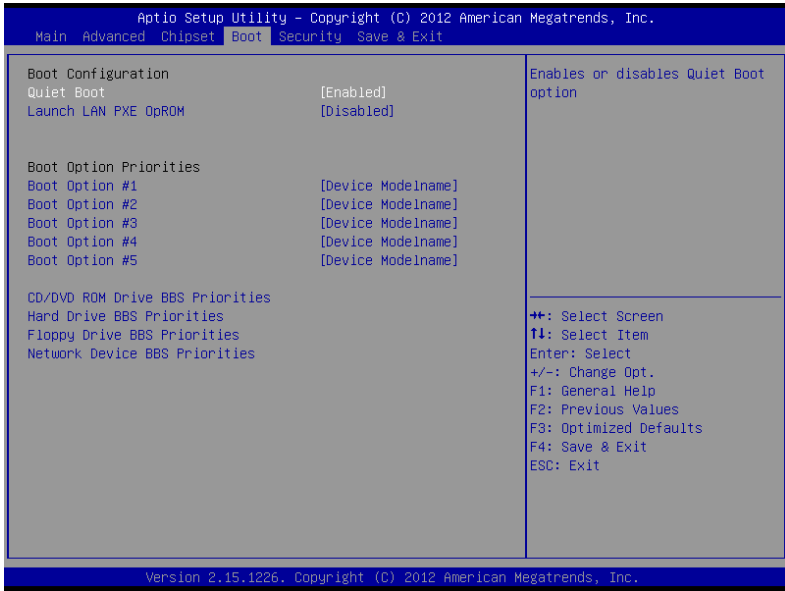 Aptio Setup Utility – Copyright (C) 2012 American Megatrends, Inc.
Main Advanced Chipset Boot Security Save & Exit
Boot Configuration
Quiet Boot [Enabled]
Launch LAN PXE OpROM [Disabled]
Boot Option Priorities
Boot Option #1 [Device Modelname]
Boot Option #2 [Device Modelname]
Boot Option #3 [Device Modelname]
Boot Option #4 [Device Modelname]
Boot Option #5 [Device Modelname]
CD/DVD ROM Drive BBS Priorities
Hard Drive BBS Priorities
Floppy Drive BBS Priorities
Network Device BBS Priorities
Enables or disables Quiet Boot
option
→←: Select Screen
↑↓: Select Item
Enter: Select
+/-: Change Opt.
F1: General Help
F2: Previous Values
F3: Optimized Defaults
F4: Save & Exit
ESC: Exit
Version 2.15.1226. Copyright (C) 2012 American Megatrends, Inc.